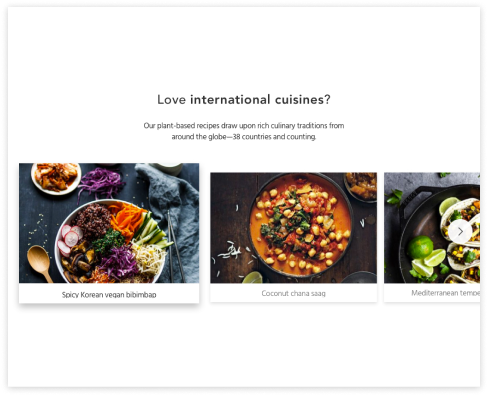 Love international cuisines?
Our plant-based recipes draw upon rich culinary traditions from
around the globe—38 countries and counting.
Spicy Korean vegan bibimbap
Coconut chana saag
Mediterranean tempe